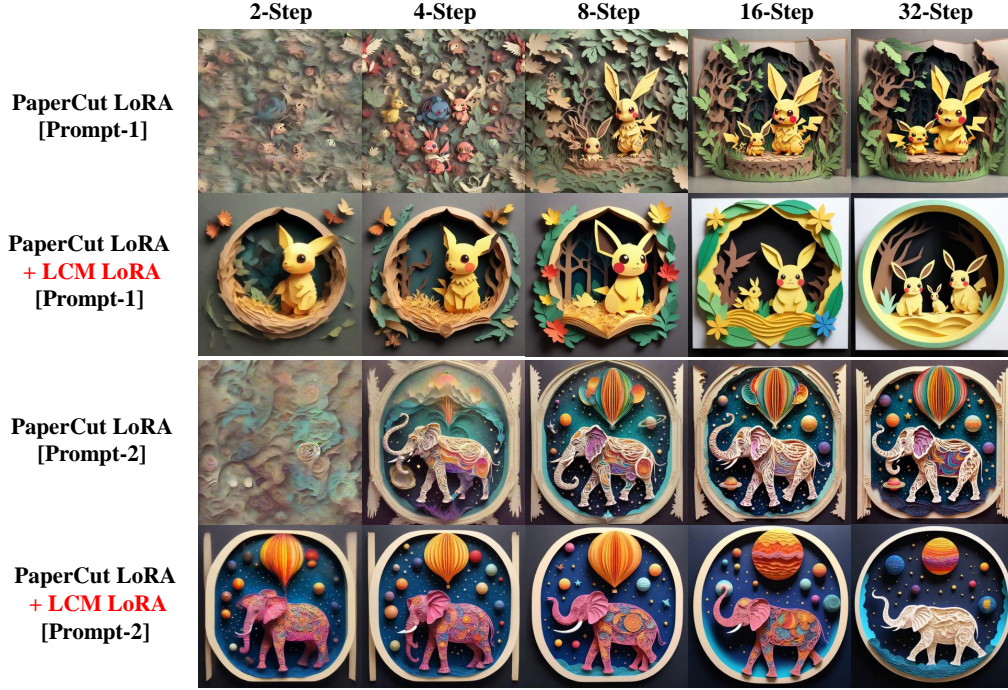 2-Step 4-Step 8-Step 16-Step 32-Step
PaperCut LoRA
[Prompt-1]
PaperCut LoRA
+ LCM LoRA
[Prompt-1]
PaperCut LoRA
[Prompt-2]
PaperCut LoRA
+ LCM LoRA
[Prompt-2]